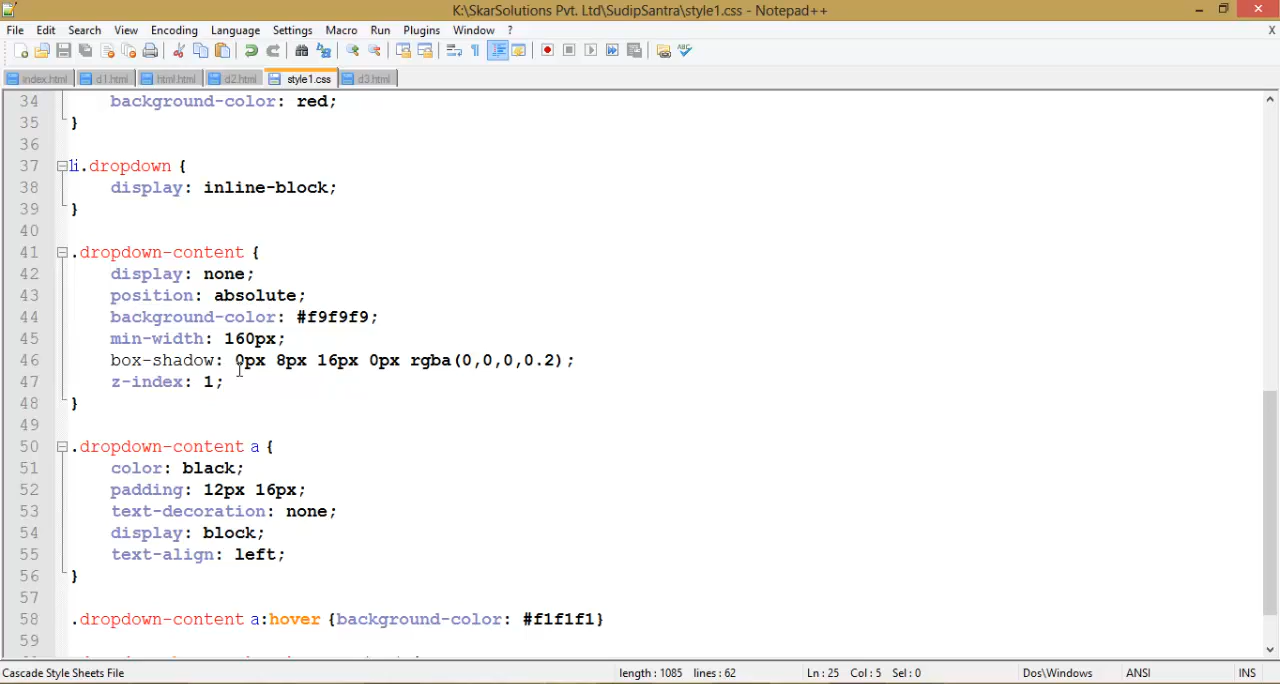 K:\SkarSolutions Pvt. Ltd\SudipSantra\style1.css - Notepad++
File Edit Search View Encoding Language Settings Macro Run Plugins Window ? X
index.html d1.html html.html d2.html style1.css d3.html
34 background-color: red;
35 }
36
37 li.dropdown {
38 display: inline-block;
39 }
40
41 .dropdown-content {
42 display: none;
43 position: absolute;
44 background-color: #f9f9f9;
45 min-width: 160px;
46 box-shadow: 0px 8px 16px 0px rgba(0,0,0,0.2);
47 z-index: 1;
48 }
49
50 .dropdown-content a {
51 color: black;
52 padding: 12px 16px;
53 text-decoration: none;
54 display: block;
55 text-align: left;
56 }
57
58 .dropdown-content a:hover {background-color: #f1f1f1}
59
Cascade Style Sheets File length : 1085 lines : 62 Ln : 25 Col : 5 Sel : 0 Dos\Windows ANSI INS